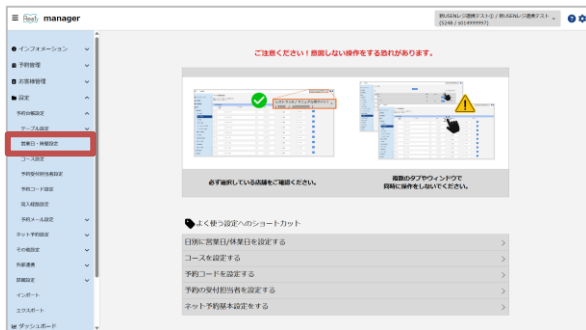 Ready manager
新USENレジ連携テスト① / 新USENレジ連携テスト
(5248 / st14999997)
インフォメーション
予約管理
お客様管理
設定
予約台帳設定
テーブル設定
営業日・時間設定
コース設定
予約受付担当者設定
予約コード設定
流入経路設定
予約メール設定
ネット予約設定
その他設定
外部連携
詳細設定
インポート
エクスポート
ダッシュボード
ご注意ください！意図しない操作をする恐れがあります。
必ず選択している店舗をご確認ください。
複数のタブやウィンドウで
同時に操作をしないでください。
よく使う設定へのショートカット
日別に営業日/休業日を設定する
コースを設定する
予約コードを設定する
予約の受付担当者を設定する
ネット予約基本設定をする